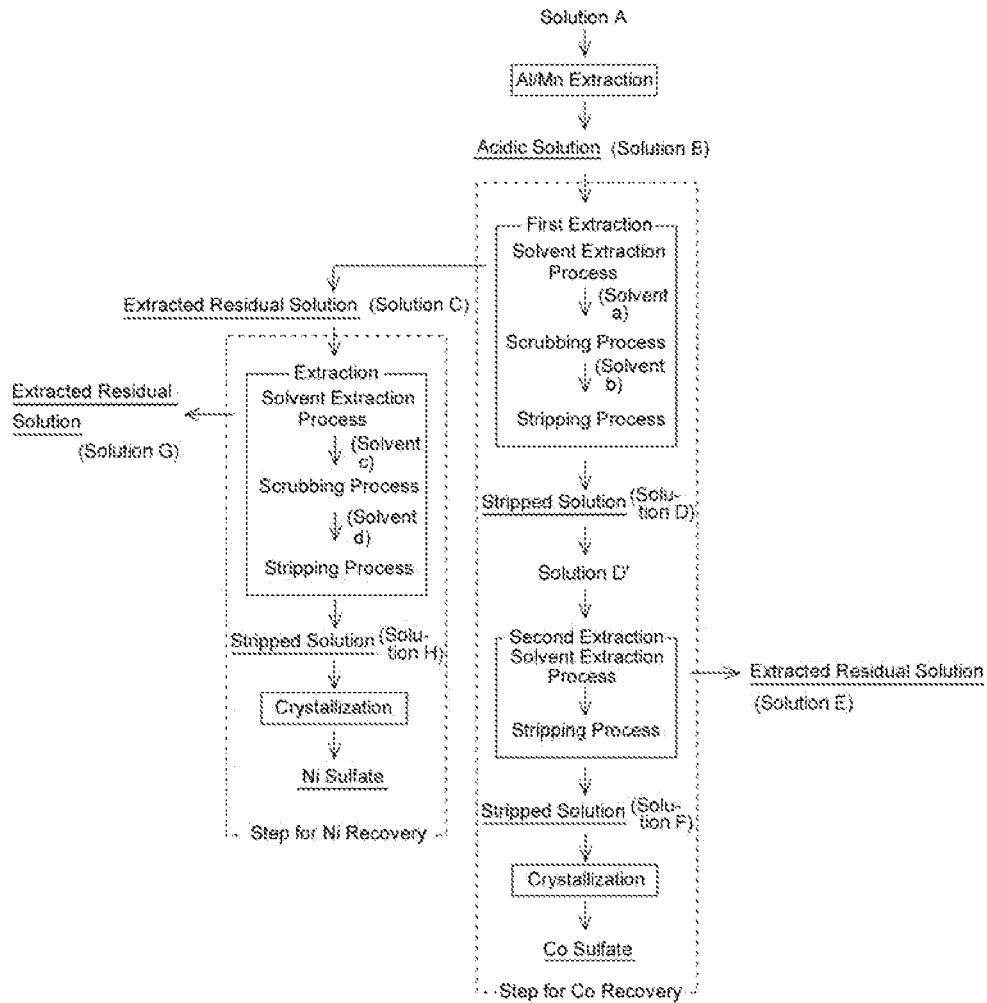 Solution A
Al/Mn Extraction
Acidic Solution (Solution B)
First Extraction
Solvent Extraction
Process
(Solvent
a)
Scrubbing Process
(Solvent
b)
Stripping Process
Extracted Residual Solution (Solution C)
Extraction
Solvent Extraction
Process
(Solvent
c)
Scrubbing Process
(Solvent
d)
Stripping Process
Extracted Residual
Solution
(Solution G)
Stripped Solution (Solu-
tion H)
Crystallization
Ni Sulfate
Step for Ni Recovery
Stripped Solution (Solu-
tion D)
Solution D'
Second Extraction
Solvent Extraction
Process
Stripping Process
Extracted Residual Solution
(Solution E)
Stripped Solution (Solu-
tion F)
Crystallization
Co Sulfate
Step for Co Recovery